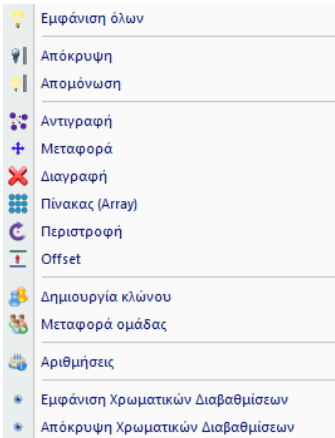 Εμφάνιση όλων
Απόκρυψη
Απομόνωση
Αντιγραφή
Μεταφορά
Διαγραφή
Πίνακας (Array)
Περιστροφή
Offset
Δημιουργία κλώνου
Μεταφορά ομάδας
Αριθμήσεις
Εμφάνιση Χρωματικών Διαβαθμίσεων
Απόκρυψη Χρωματικών Διαβαθμίσεων